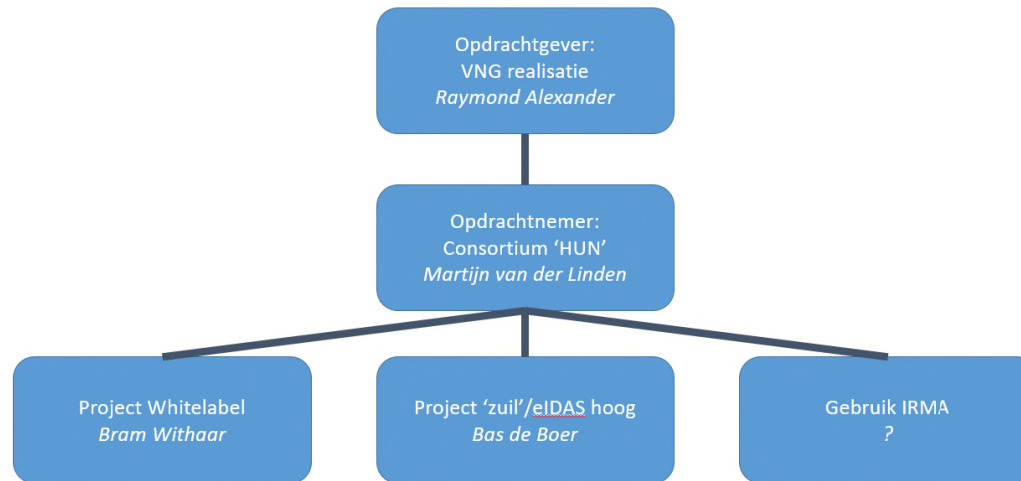 Opdrachtgever:
VNG realisatie
Raymond Alexander
Opdrachtnemer:
Consortium ‘HUN’
Martijn van der Linden
Project Whitelabel
Bram Withaar
Project ‘zuil’/eIDAS hoog
Bas de Boer
Gebruik IRMA
?